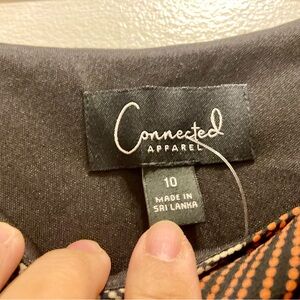 Connected
APPAREL
10
MADE IN
SRI LANKA